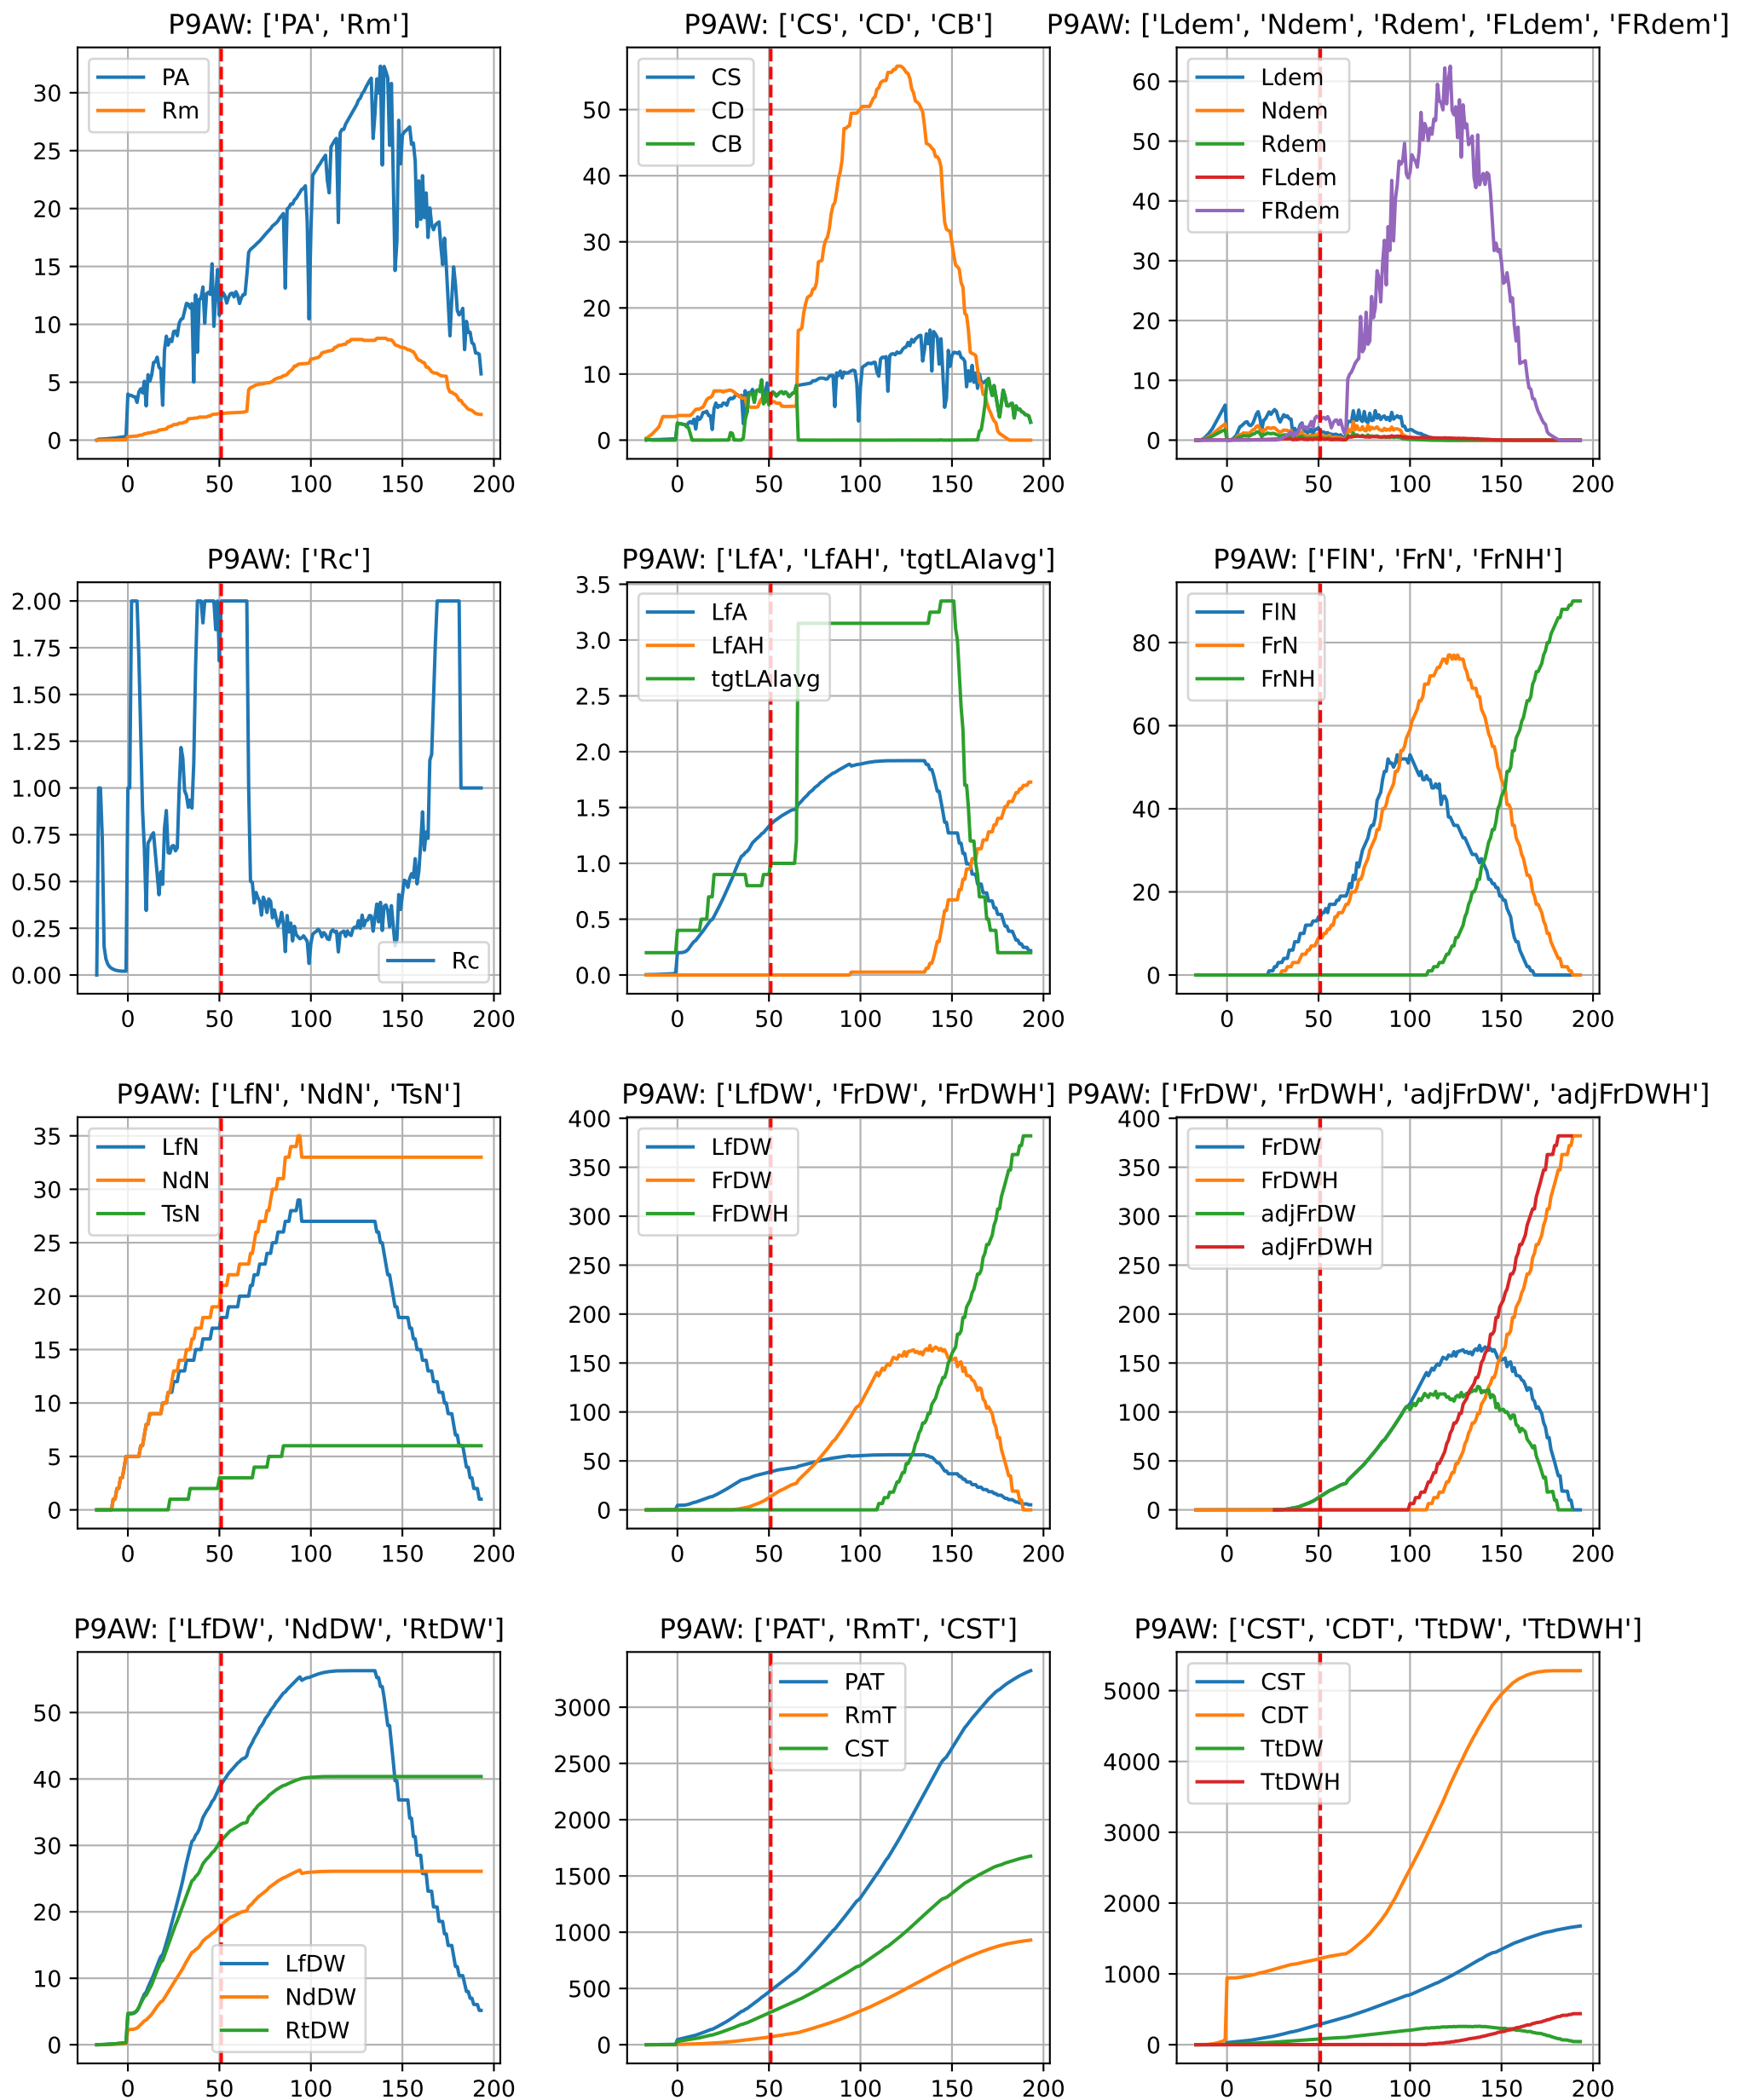 P9AW: ['PA', 'Rm']
PA
Rm
30
25
20
15
10
5
0
0 50 100 150 200
P9AW: ['CS', 'CD', 'CB']
CS
CD
CB
50
40
30
20
10
0
0 50 100 150 200
P9AW: ['Ldem', 'Ndem', 'Rdem', 'FLdem', 'FRdem']
Ldem
Ndem
Rdem
FLdem
FRdem
60
50
40
30
20
10
0
0 50 100 150 200
P9AW: ['Rc']
2.00
1.75
1.50
1.25
1.00
0.75
0.50
0.25
0.00
Rc
0 50 100 150 200
P9AW: ['LfA', 'LfAH', 'tgtLAIavg']
LfA
LfAH
tgtLAIavg
3.5
3.0
2.5
2.0
1.5
1.0
0.5
0.0
0 50 100 150 200
P9AW: ['FlN', 'FrN', 'FrNH']
FlN
FrN
FrNH
80
60
40
20
0
0 50 100 150 200
P9AW: ['LfN', 'NdN', 'TsN']
LfN
NdN
TsN
35
30
25
20
15
10
5
0
0 50 100 150 200
P9AW: ['LfDW', 'FrDW', 'FrDWH']
LfDW
FrDW
FrDWH
400
350
300
250
200
150
100
50
0
0 50 100 150 200
P9AW: ['FrDW', 'FrDWH', 'adjFrDW', 'adjFrDWH']
FrDW
FrDWH
adjFrDW
adjFrDWH
400
350
300
250
200
150
100
50
0
0 50 100 150 200
P9AW: ['LfDW', 'NdDW', 'RtDW']
50
40
30
20
10
0
LfDW
NdDW
RtDW
0 50 100 150 200
P9AW: ['PAT', 'RmT', 'CST']
PAT
RmT
CST
3000
2500
2000
1500
1000
500
0
0 50 100 150 200
P9AW: ['CST', 'CDT', 'TtDW', 'TtDWH']
CST
CDT
TtDW
TtDWH
5000
4000
3000
2000
1000
0
0 50 100 150 200